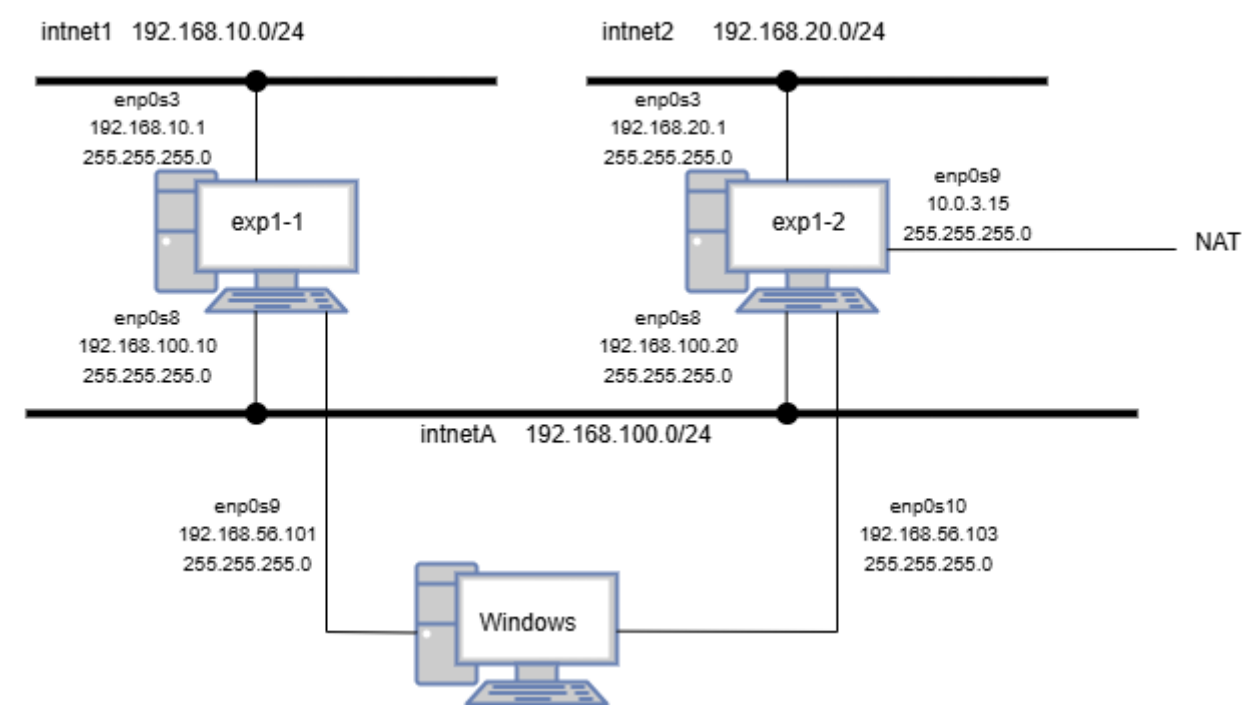 intnet1 192.168.10.0/24
intnet2 192.168.20.0/24
enp0s3
192.168.10.1
255.255.255.0
enp0s3
192.168.20.1
255.255.255.0
enp0s9
10.0.3.15
255.255.255.0
NAT
exp1-1
exp1-2
enp0s8
192.168.100.10
255.255.255.0
enp0s8
192.168.100.20
255.255.255.0
intnetA 192.168.100.0/24
enp0s9
192.168.56.101
255.255.255.0
enp0s10
192.168.56.103
255.255.255.0
Windows